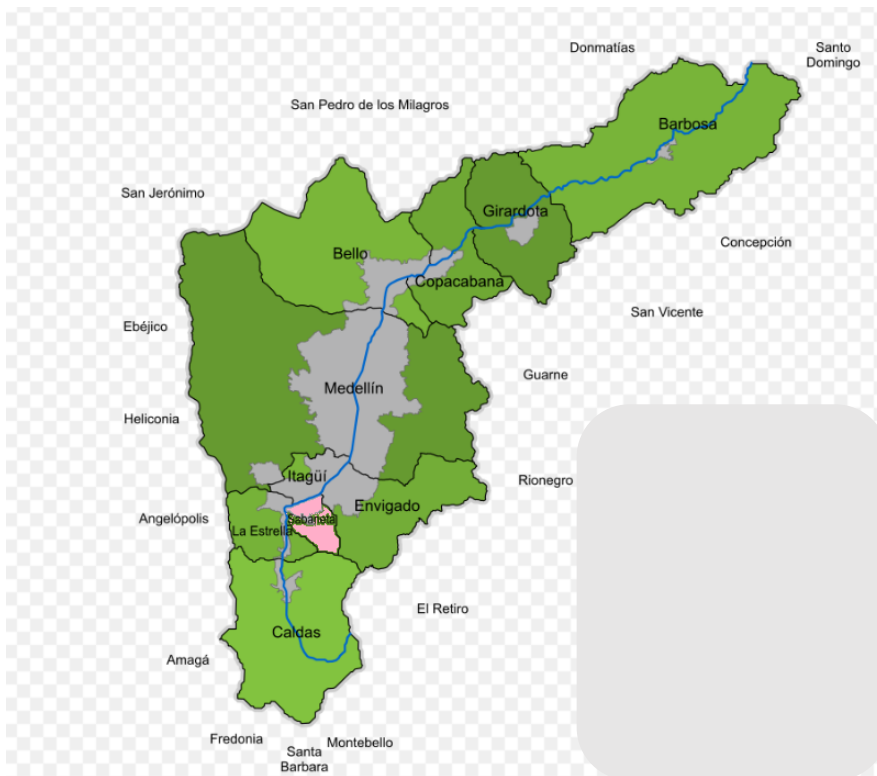 Donmatías
Santo
Domingo
San Pedro de los Milagros
Barbosa
San Jerónimo
Girardota
Concepción
Bello
Copacabana
San Vicente
Ebéjico
Guarne
Medellín
Heliconia
Itagüí
Rionegro
Envigado
Angelópolis
Sabaneta
La Estrella
El Retiro
Caldas
Amagá
Fredonia
Montebello
Santa
Barbara